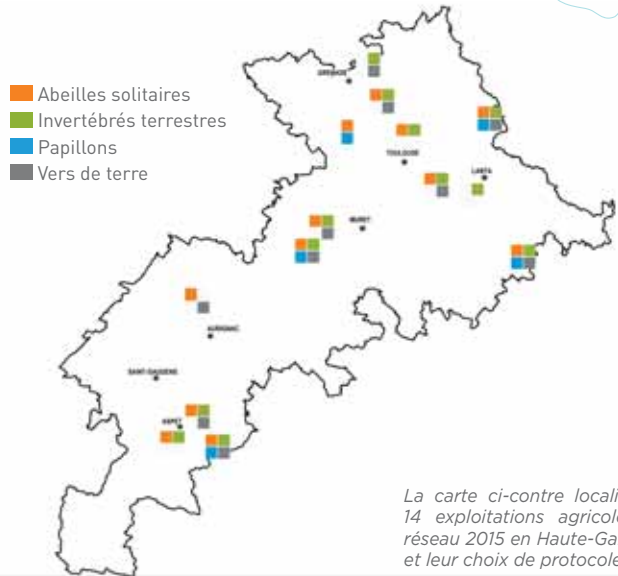 GRENADE
Abeilles solitaires
Invertébrés terrestres
Papillons
Vers de terre
TOULOUSE
LANTA
MURET
AURIGNAC
SAINT-GAUDENS
ASPET
La carte ci-contre locali
14 exploitations agricol
réseau 2015 en Haute-Ga
et leur choix de protocole